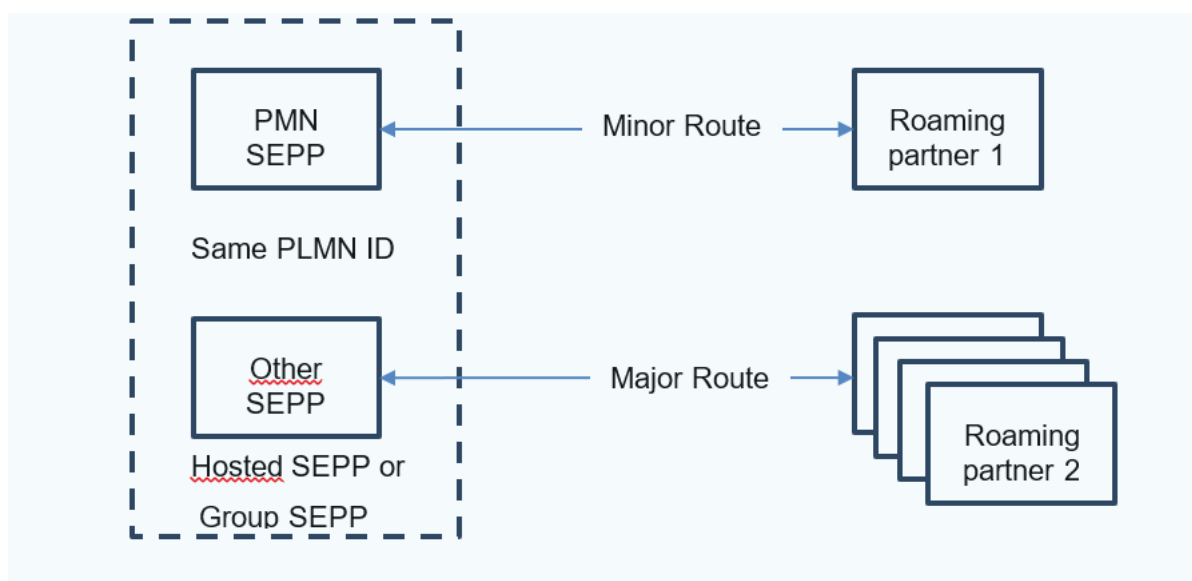 PMN
SEPP
Minor Route
Roaming
partner 1
Same PLMN ID
Other
SEPP
Major Route
Roaming
partner 2
Hosted SEPP or
Group SEPP